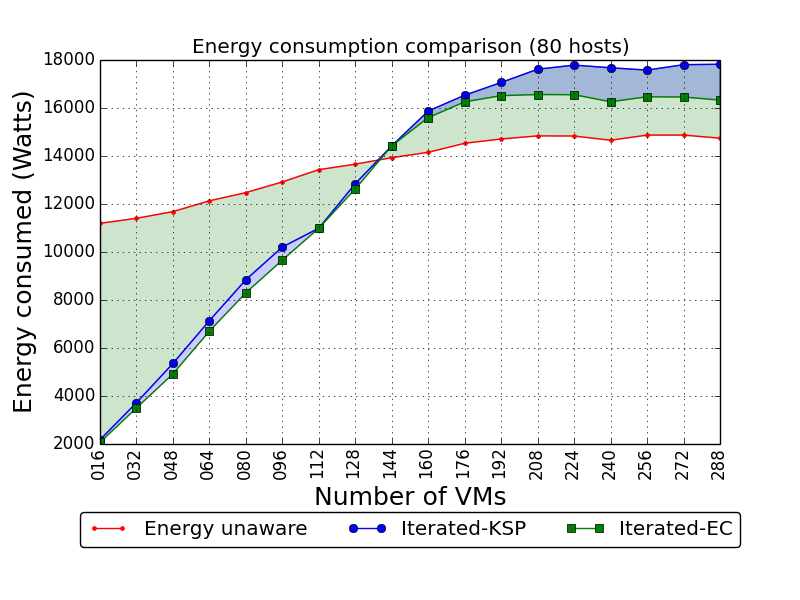 Energy consumption comparison (80 hosts)
18000
16000
14000
12000
10000
8000
6000
4000
2000
Energy consumed (Watts)
016 032 048 064 080 096 112 128 144 160 176 192 208 224 240 256 272 288
Number of VMs
Energy unaware Iterated-KSP Iterated-EC